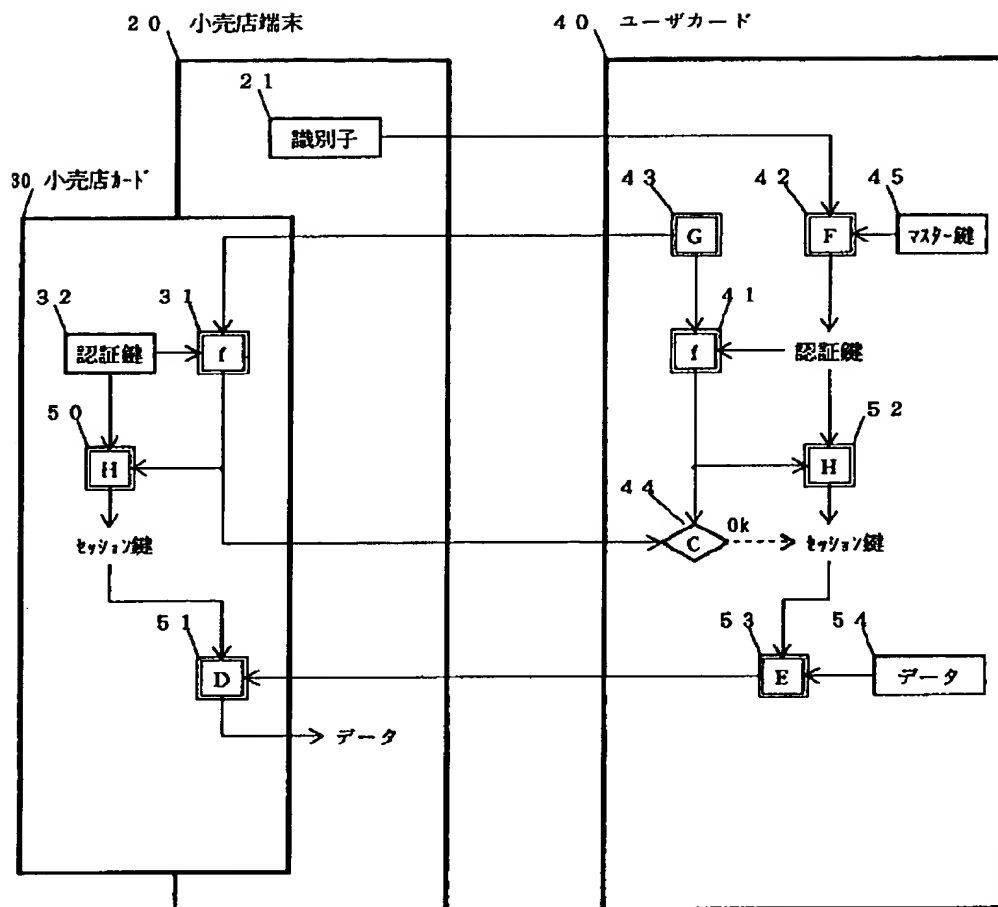 20 小売店端末
40 ユーザカード
21
識別子
30 小売店カード
43
42
45
G
F
マスター鍵
32
31
41
認証鍵
f
f
認証鍵
50
52
H
H
44
Ok
セッション鍵
C
セッション鍵
51
53
54
D
E
データ
データ